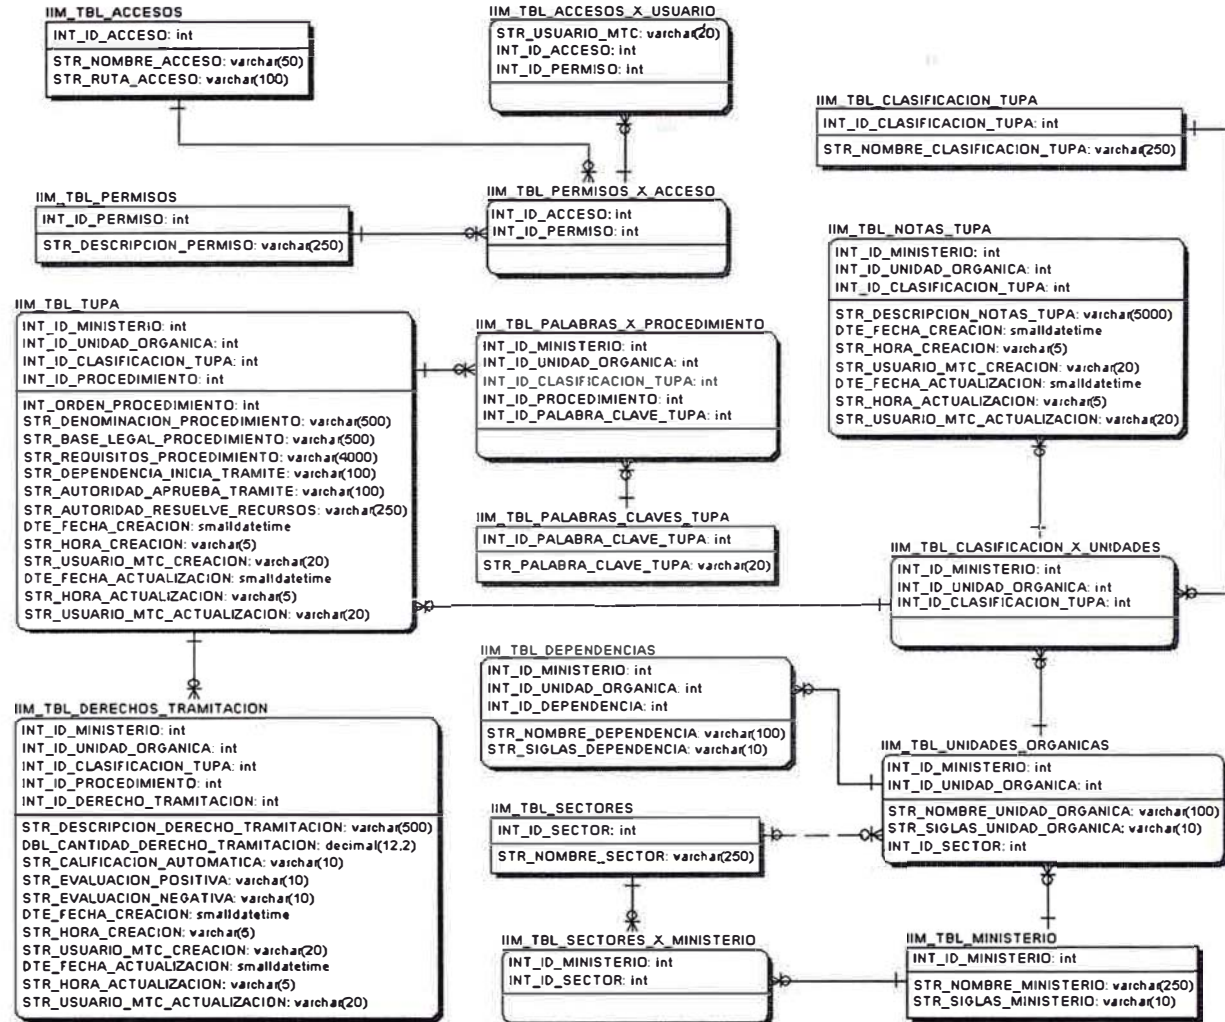 IIM_TBL_ACCESOS
INT_ID_ACCESO: int
STR_NOMBRE_ACCESO: varchar(50)
STR_RUTA_ACCESO: varchar(100)
IIM_TBL_ACCESOS_X_USUARIO
STR_USUARIO_MTC: varchar(20)
INT_ID_ACCESO: int
INT_ID_PERMISO: int
IIM_TBL_CLASIFICACION_TUPA
INT_ID_CLASIFICACION_TUPA: int
STR_NOMBRE_CLASIFICACION_TUPA: varchar(250)
IIM_TBL_PERMISOS
INT_ID_PERMISO: int
STR_DESCRIPCION_PERMISO: varchar(250)
IIM_TBL_PERMISOS_X_ACCESO
INT_ID_ACCESO: int
INT_ID_PERMISO: int
IIM_TBL_NOTAS_TUPA
INT_ID_MINISTERIO: int
INT_ID_UNIDAD_ORGANICA: int
INT_ID_CLASIFICACION_TUPA: int
STR_DESCRIPCION_NOTAS_TUPA: varchar(5000)
DTE_FECHA_CREACION: smalldatetime
STR_HORA_CREACION: varchar(5)
STR_USUARIO_MTC_CREACION: varchar(20)
DTE_FECHA_ACTUALIZACION: smalldatetime
STR_HORA_ACTUALIZACION: varchar(5)
STR_USUARIO_MTC_ACTUALIZACION: varchar(20)
IIM_TBL_TUPA
INT_ID_MINISTERIO: int
INT_ID_UNIDAD_ORGANICA: int
INT_ID_CLASIFICACION_TUPA: int
INT_ID_PROCEDIMIENTO: int
INT_ORDEN_PROCEDIMIENTO: int
STR_DENOMINACION_PROCEDIMIENTO: varchar(500)
STR_BASE_LEGAL_PROCEDIMIENTO: varchar(500)
STR_REQUISITOS_PROCEDIMIENTO: varchar(4000)
STR_DEPENDENCIA_INICIA_TRAMITE: varchar(100)
STR_AUTORIDAD_APRUEBA_TRAMITE: varchar(100)
STR_AUTORIDAD_RESUELVE_RECURSOS: varchar(250)
DTE_FECHA_CREACION: smalldatetime
STR_HORA_CREACION: varchar(5)
STR_USUARIO_MTC_CREACION: varchar(20)
DTE_FECHA_ACTUALIZACION: smalldatetime
STR_HORA_ACTUALIZACION: varchar(5)
STR_USUARIO_MTC_ACTUALIZACION: varchar(20)
IIM_TBL_PALABRAS_X_PROCEDIMIENTO
INT_ID_MINISTERIO: int
INT_ID_UNIDAD_ORGANICA: int
INT_ID_CLASIFICACION_TUPA: int
INT_ID_PROCEDIMIENTO: int
INT_ID_PALABRA_CLAVE_TUPA: int
IIM_TBL_PALABRAS_CLAVES_TUPA
INT_ID_PALABRA_CLAVE_TUPA: int
STR_PALABRA_CLAVE_TUPA: varchar(20)
IIM_TBL_CLASIFICACION_X_UNIDADES
INT_ID_MINISTERIO: int
INT_ID_UNIDAD_ORGANICA: int
INT_ID_CLASIFICACION_TUPA: int
IIM_TBL_DEPENDENCIAS
INT_ID_MINISTERIO: int
INT_ID_UNIDAD_ORGANICA: int
INT_ID_DEPENDENCIA: int
STR_NOMBRE_DEPENDENCIA: varchar(100)
STR_SIGLAS_DEPENDENCIA: varchar(10)
IIM_TBL_DERECHOS_TRAMITACION
INT_ID_MINISTERIO: int
INT_ID_UNIDAD_ORGANICA: int
INT_ID_CLASIFICACION_TUPA: int
INT_ID_PROCEDIMIENTO: int
INT_ID_DERECHO_TRAMITACION: int
STR_DESCRIPCION_DERECHO_TRAMITACION: varchar(500)
DBL_CANTIDAD_DERECHO_TRAMITACION: decimal(12,2)
STR_CALIFICACION_AUTOMATICA: varchar(10)
STR_EVALUACION_POSITIVA: varchar(10)
STR_EVALUACION_NEGATIVA: varchar(10)
DTE_FECHA_CREACION: smalldatetime
STR_HORA_CREACION: varchar(5)
STR_USUARIO_MTC_CREACION: varchar(20)
DTE_FECHA_ACTUALIZACION: smalldatetime
STR_HORA_ACTUALIZACION: varchar(5)
STR_USUARIO_MTC_ACTUALIZACION: varchar(20)
IIM_TBL_UNIDADES_ORGANICAS
INT_ID_MINISTERIO: int
INT_ID_UNIDAD_ORGANICA: int
STR_NOMBRE_UNIDAD_ORGANICA: varchar(100)
STR_SIGLAS_UNIDAD_ORGANICA: varchar(10)
INT_ID_SECTOR: int
IIM_TBL_SECTORES
INT_ID_SECTOR: int
STR_NOMBRE_SECTOR: varchar(250)
IIM_TBL_SECTORES_X_MINISTERIO
INT_ID_MINISTERIO: int
INT_ID_SECTOR: int
IIM_TBL_MINISTERIO
INT_ID_MINISTERIO: int
STR_NOMBRE_MINISTERIO: varchar(250)
STR_SIGLAS_MINISTERIO: varchar(10)